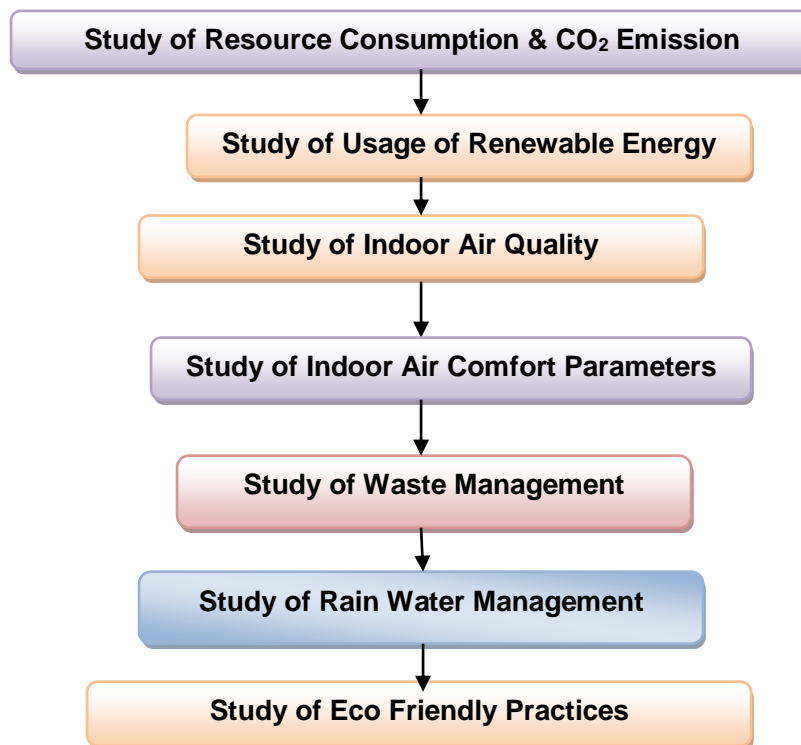 Study of Resource Consumption & CO₂ Emission
Study of Usage of Renewable Energy
Study of Indoor Air Quality
Study of Indoor Air Comfort Parameters
Study of Waste Management
Study of Rain Water Management
Study of Eco Friendly Practices